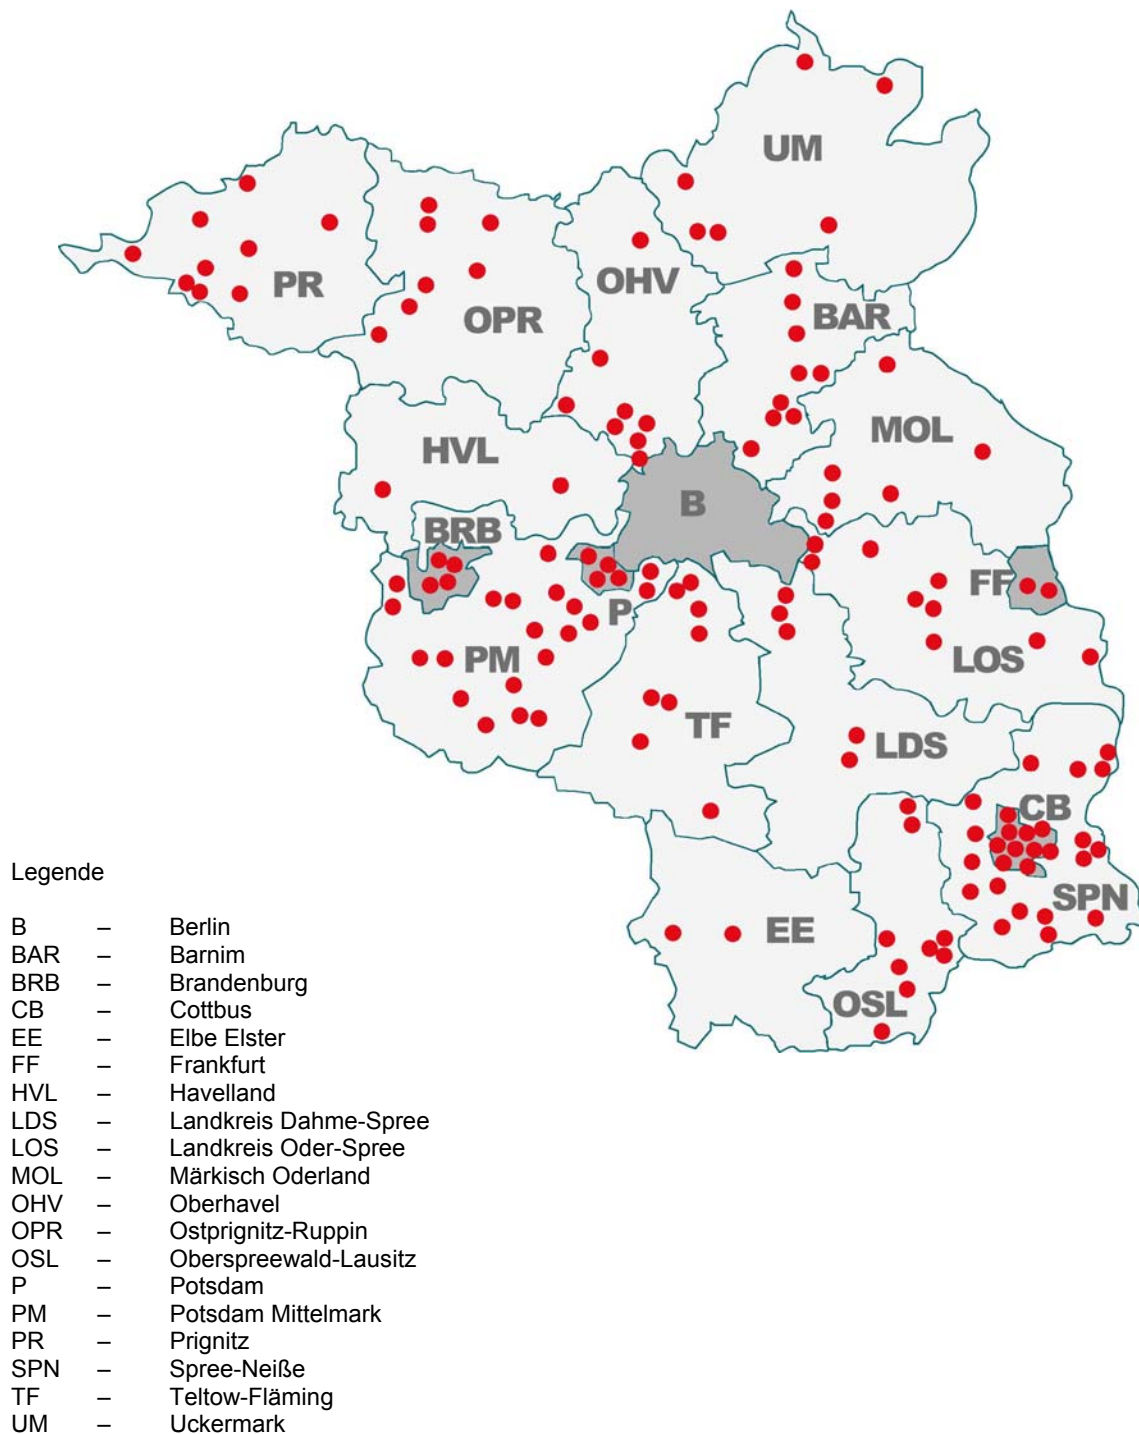 UM
PR
OHV
OPR
BAR
MOL
HVL
B
BRB
FF
P
PM
LOS
TF
LDS
CB
SPN
EE
OSL
Legende
B – Berlin
BAR – Barnim
BRB – Brandenburg
CB – Cottbus
EE – Elbe Elster
FF – Frankfurt
HVL – Havelland
LDS – Landkreis Dahme-Spree
LOS – Landkreis Oder-Spree
MOL – Märkisch Oderland
OHV – Oberhavel
OPR – Ostprignitz-Ruppin
OSL – Oberspreewald-Lausitz
P – Potsdam
PM – Potsdam Mittelmark
PR – Prignitz
SPN – Spree-Neiße
TF – Teltow-Fläming
UM – Uckermark